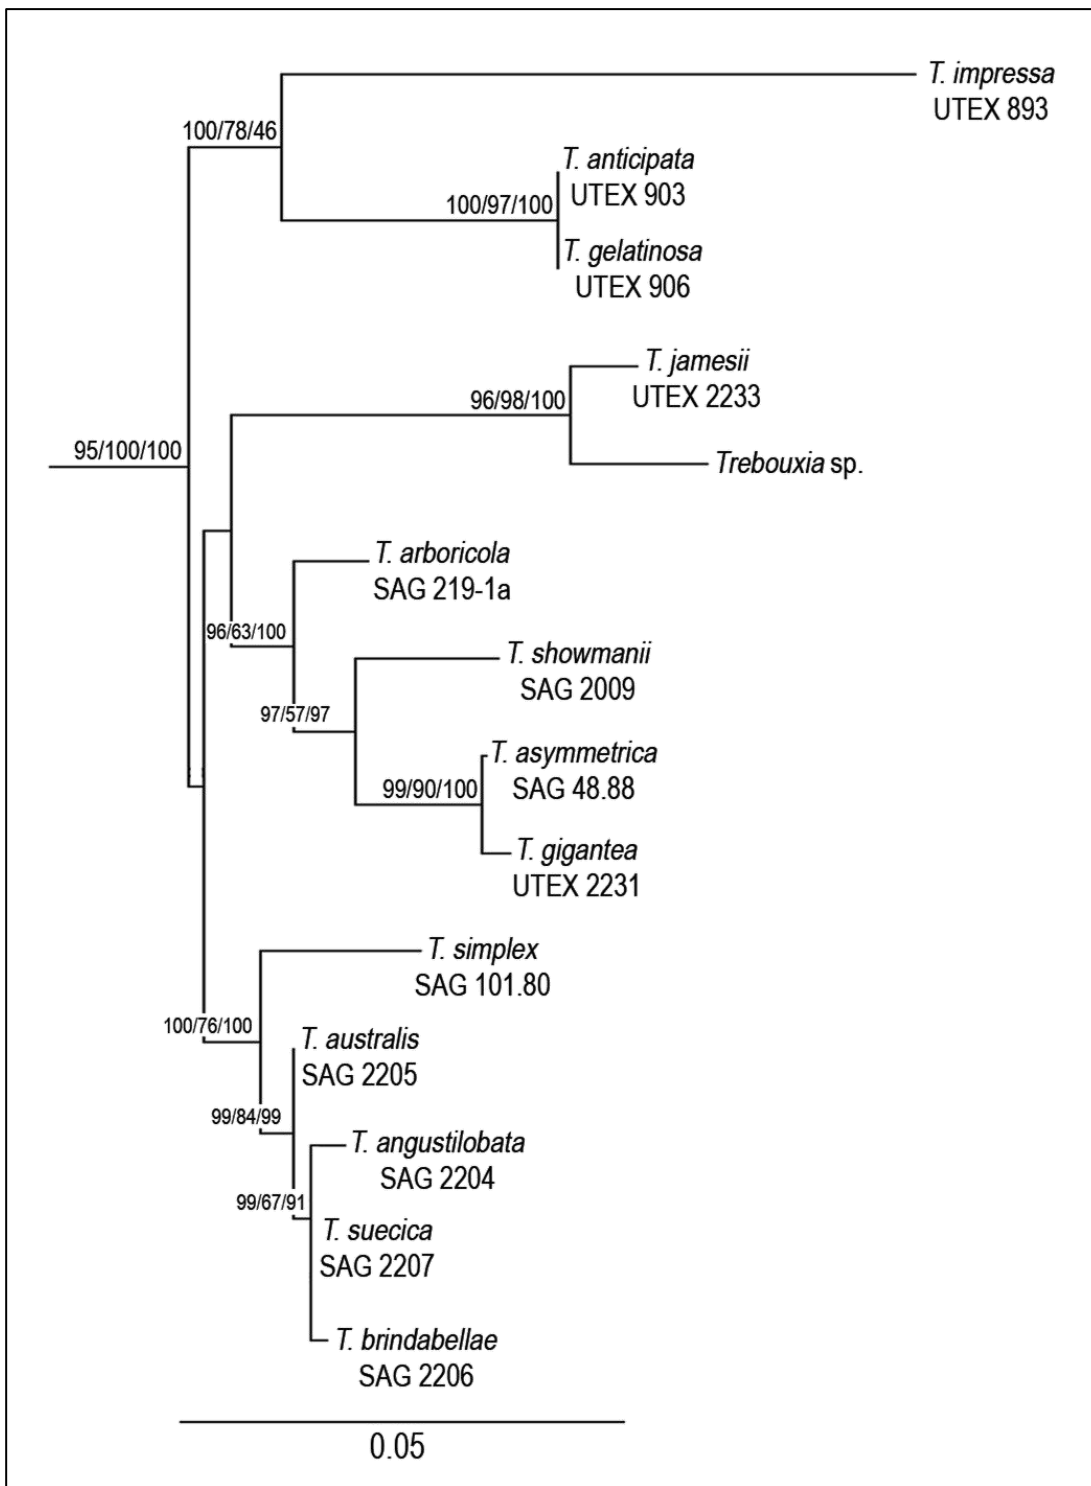 T. impressa
UTEX 893
100/78/46
T. anticipata
UTEX 903
100/97/100
T. gelatinosa
UTEX 906
T. jamesii
UTEX 2233
96/98/100
95/100/100
Trebouxia sp.
T. arboricola
SAG 219-1a
96/63/100
T. showmanii
SAG 2009
97/57/97
T. asymmetrica
SAG 48.88
99/90/100
T. gigantea
UTEX 2231
T. simplex
SAG 101.80
100/76/100
T. australis
SAG 2205
99/84/99
T. angustilobata
SAG 2204
99/67/91
T. suecica
SAG 2207
T. brindabellae
SAG 2206
0.05